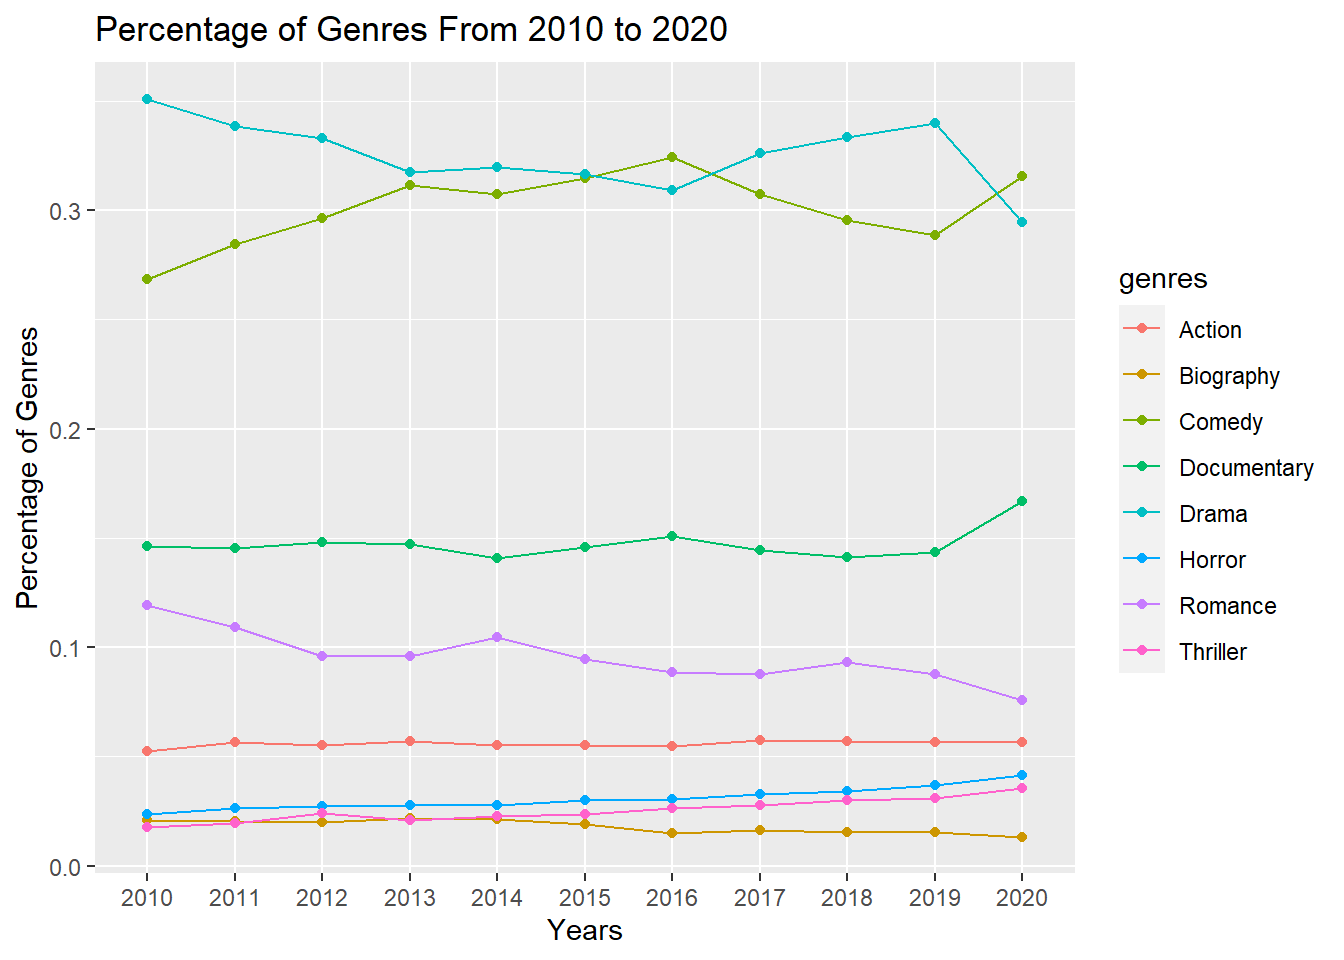 Percentage of Genres From 2010 to 2020
Percentage of Genres
0.3
0.2
0.1
0.0
2010 2011 2012 2013 2014 2015 2016 2017 2018 2019 2020
Years
genres
Action
Biography
Comedy
Documentary
Drama
Horror
Romance
Thriller